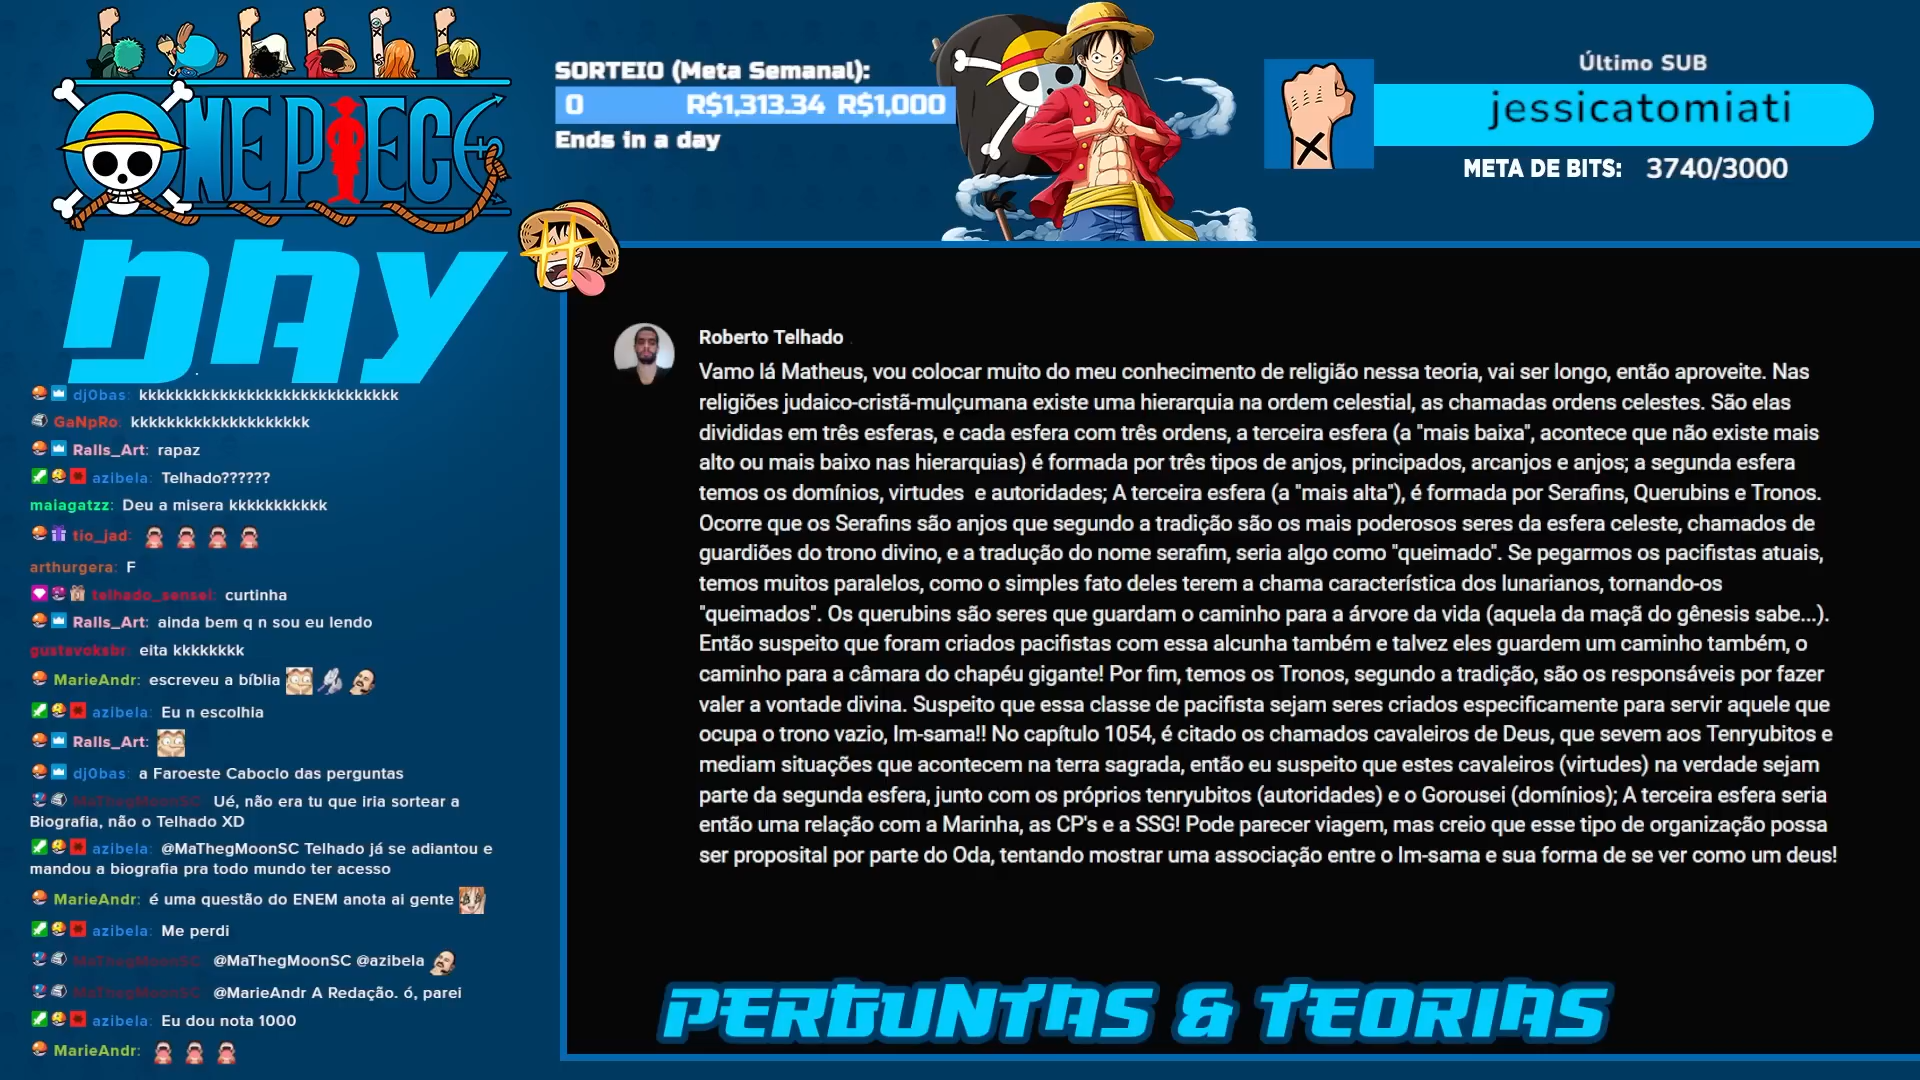 ONE PIECE
DAY
SORTEIO (Meta Semanal):
0 R$1,313.34 R$1,000
Ends in a day
Último SUB
jessicatomiati
META DE BITS: 3740/3000
dj0bas: kkkkkkkkkkkkkkkkkkkkkkkkkkkkk
GaNpRo: kkkkkkkkkkkkkkkkkkkk
Ralls_Art: rapaz
azibela: Telhado??????
maiagatzz: Deu a misera kkkkkkkkkkk
tio_jad:
arthurgera: F
telhado_sensei: curtinha
Ralls_Art: ainda bem q n sou eu lendo
gustavoksbr: eita kkkkkkkk
MarieAndr: escreveu a bíblia
azibela: Eu n escolhia
Ralls_Art:
dj0bas: a Faroeste Caboclo das perguntas
MaThegMoonSC: Ué, não era tu que iria sortear a
Biografia, não o Telhado XD
azibela: @MaThegMoonSC Telhado já se adiantou e
mandou a biografia pra todo mundo ter acesso
MarieAndr: é uma questão do ENEM anota ai gente
azibela: Me perdi
MaThegMoonSC: @MaThegMoonSC @azibela
MaThegMoonSC: @MarieAndr A Redação. ó, parei
azibela: Eu dou nota 1000
MarieAndr:
Roberto Telhado
Vamo lá Matheus, vou colocar muito do meu conhecimento de religião nessa teoria, vai ser longo, então aproveite. Nas
religiões judaico-cristã-mulçumana existe uma hierarquia na ordem celestial, as chamadas ordens celestes. São elas
divididas em três esferas, e cada esfera com três ordens, a terceira esfera (a "mais baixa", acontece que não existe mais
alto ou mais baixo nas hierarquias) é formada por três tipos de anjos, principados, arcanjos e anjos; a segunda esfera
temos os domínios, virtudes e autoridades; A terceira esfera (a "mais alta"), é formada por Serafins, Querubins e Tronos.
Ocorre que os Serafins são anjos que segundo a tradição são os mais poderosos seres da esfera celeste, chamados de
guardiões do trono divino, e a tradução do nome serafim, seria algo como "queimado". Se pegarmos os pacifistas atuais,
temos muitos paralelos, como o simples fato deles terem a chama característica dos lunarianos, tornando-os
"queimados". Os querubins são seres que guardam o caminho para a árvore da vida (aquela da maçã do gênesis sabe...).
Então suspeito que foram criados pacifistas com essa alcunha também e talvez eles guardem um caminho também, o
caminho para a câmara do chapéu gigante! Por fim, temos os Tronos, segundo a tradição, são os responsáveis por fazer
valer a vontade divina. Suspeito que essa classe de pacifista sejam seres criados especificamente para servir aquele que
ocupa o trono vazio, Im-sama!! No capítulo 1054, é citado os chamados cavaleiros de Deus, que sevem aos Tenryubitos e
mediam situações que acontecem na terra sagrada, então eu suspeito que estes cavaleiros (virtudes) na verdade sejam
parte da segunda esfera, junto com os próprios tenryubitos (autoridades) e o Gorousei (domínios); A terceira esfera seria
então uma relação com a Marinha, as CP's e a SSG! Pode parecer viagem, mas creio que esse tipo de organização possa
ser proposital por parte do Oda, tentando mostrar uma associação entre o Im-sama e sua forma de se ver como um deus!
PERGUNTAS & TEORIAS